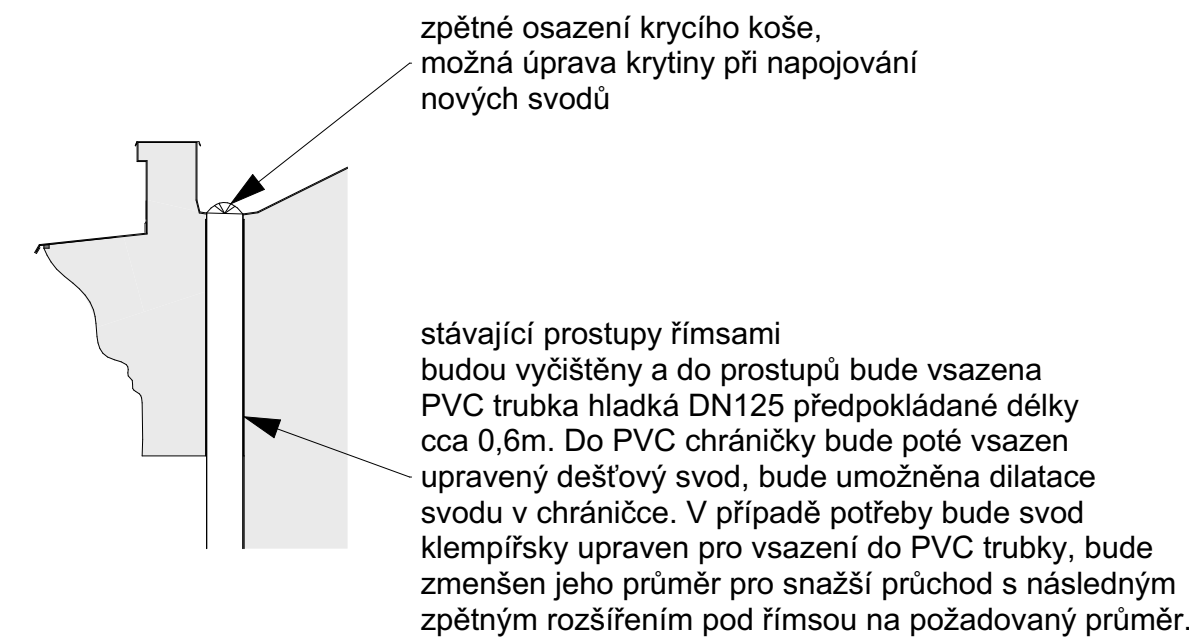 zpětné osazení krycího koše,
možná úprava krytiny při napojování
nových svodů
stávající prostupy římsami
budou vyčištěny a do prostupů bude vsazena
PVC trubka hladká DN125 předpokládané délky
cca 0,6m. Do PVC chráničky bude poté vsazen
upravený dešťový svod, bude umožněna dilatace
svodu v chráničce. V případě potřeby bude svod
klempířsky upraven pro vsazení do PVC trubky, bude
zmenšen jeho průměr pro snažší průchod s následným
zpětným rozšířením pod římsou na požadovaný průměr.